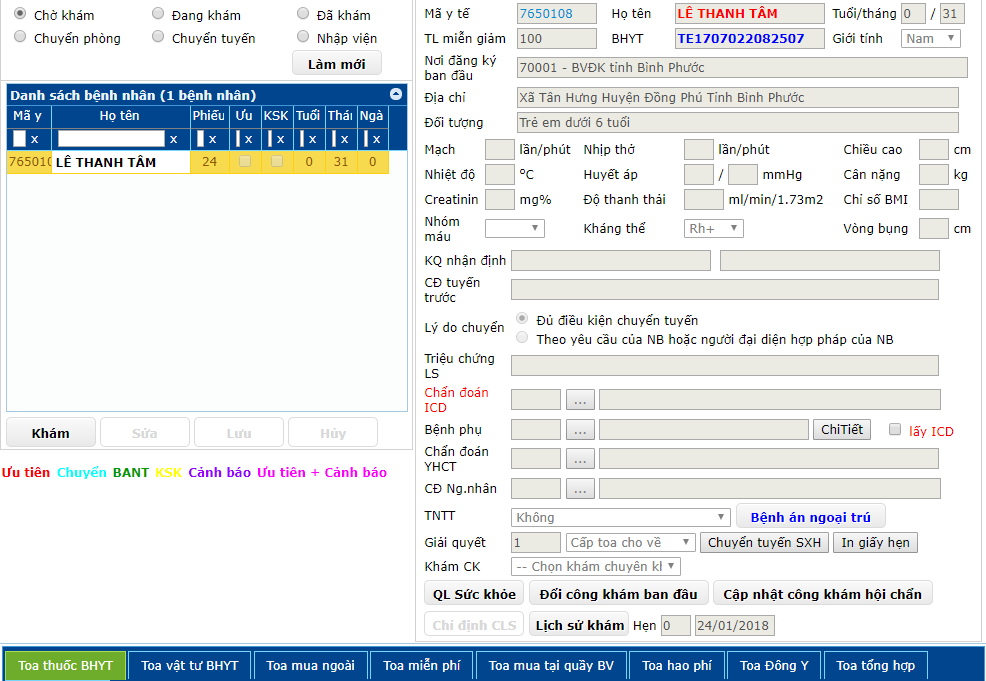 Chờ khám Đang khám Đã khám
Chuyển phòng Chuyển tuyến Nhập viện
Làm mới
Danh sách bệnh nhân (1 bệnh nhân)
Mã y Họ tên Phiếu Ưu KSK Tuổi Thái Ngà
x x x x x x x x
765010 LÊ THANH TÂM 24 0 31 0
Khám Sửa Lưu Hủy
Ưu tiên Chuyển BANT KSK Cảnh báo Ưu tiên + Cảnh báo
Mã y tế 7650108 Họ tên LÊ THANH TÂM Tuổi/tháng 0 / 31
TL miễn giảm 100 BHYT TE1707022082507 Giới tính Nam
Nơi đăng ký
ban đầu 70001 - BVĐK tỉnh Bình Phước
Địa chỉ Xã Tân Hưng Huyện Đồng Phú Tỉnh Bình Phước
Đối tượng Trẻ em dưới 6 tuổi
Mạch lần/phút Nhịp thở lần/phút Chiều cao cm
Nhiệt độ ºC Huyết áp / mmHg Cân nặng kg
Creatinin mg% Độ thanh thải ml/min/1.73m2 Chỉ số BMI
Nhóm
máu Kháng thể Rh+ Vòng bụng cm
KQ nhận định
CĐ tuyến
trước
Lý do chuyển Đủ điều kiện chuyển tuyến
Theo yêu cầu của NB hoặc người đại diện hợp pháp của NB
Triệu chứng
LS
Chẩn đoán
ICD ...
Bệnh phụ ... ChiTiết lấy ICD
Chẩn đoán
YHCT ...
CĐ Ng.nhân ...
TNTT Không Bệnh án ngoại trú
Giải quyết 1 Cấp toa cho về Chuyển tuyến SXH In giấy hẹn
Khám CK -- Chọn khám chuyên kh
QL Sức khỏe Đổi công khám ban đầu Cập nhật công khám hội chẩn
Chỉ định CLS Lịch sử khám Hẹn 0 24/01/2018
Toa thuốc BHYT Toa vật tư BHYT Toa mua ngoài Toa miễn phí Toa mua tại quầy BV Toa hao phí Toa Đông Y Toa tổng hợp